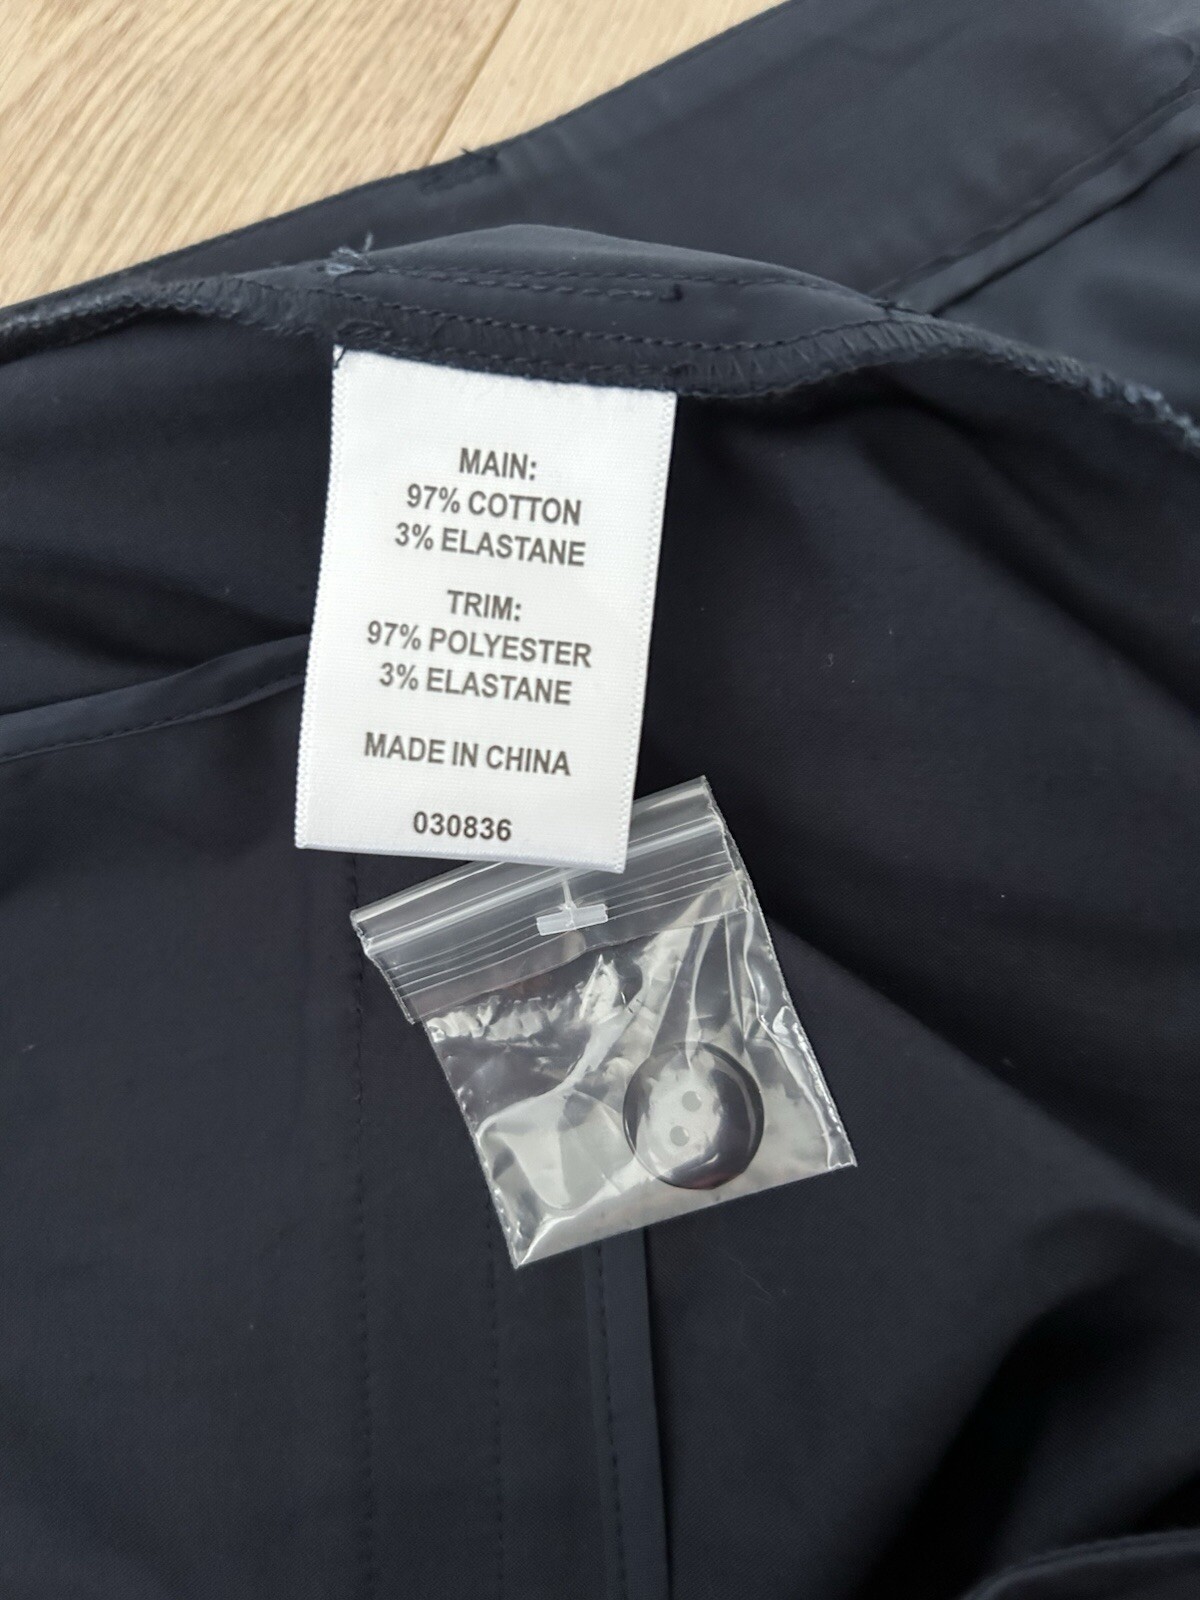 MAIN:
97% COTTON
3% ELASTANE
TRIM:
97% POLYESTER
3% ELASTANE
MADE IN CHINA
030836